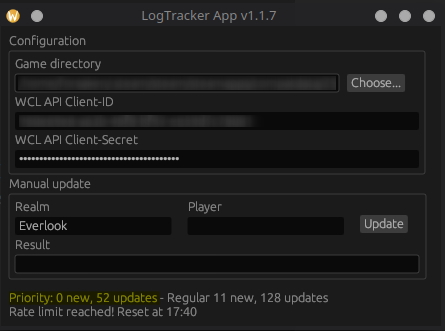 LogTracker App v1.1.7
Configuration
Game directory
Choose...
WCL API Client-ID
WCL API Client-Secret
Manual update
Realm Player
Everlook Update
Result
Priority: 0 new, 52 updates - Regular 11 new, 128 updates
Rate limit reached! Reset at 17:40